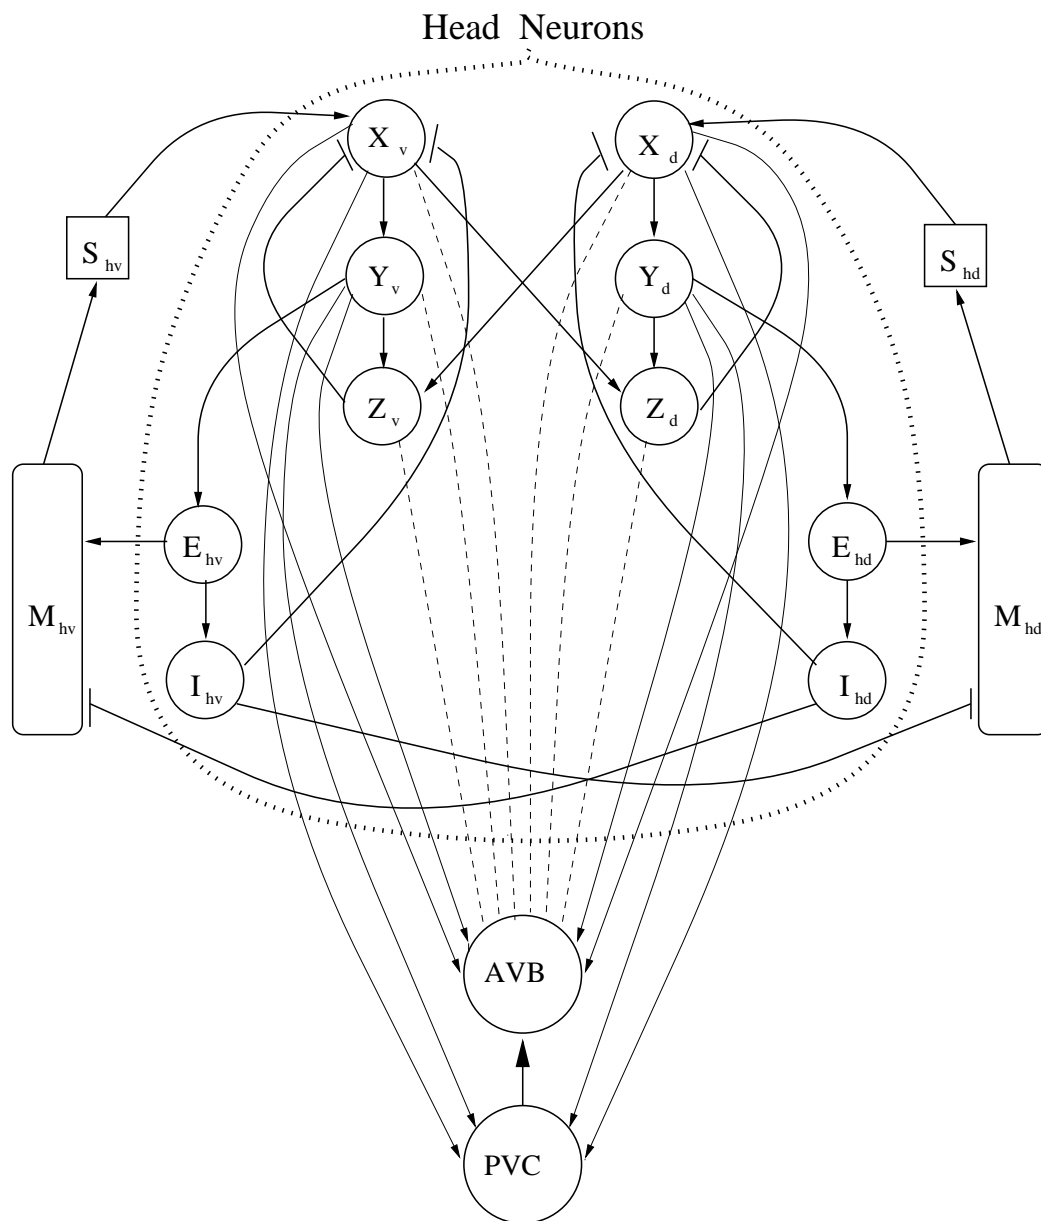 Head Neurons
X v
X d
S hv
Y v
Y d
S hd
Z v
Z d
E hv
E hd
M hv
M hd
I hv
I hd
AVB
PVC